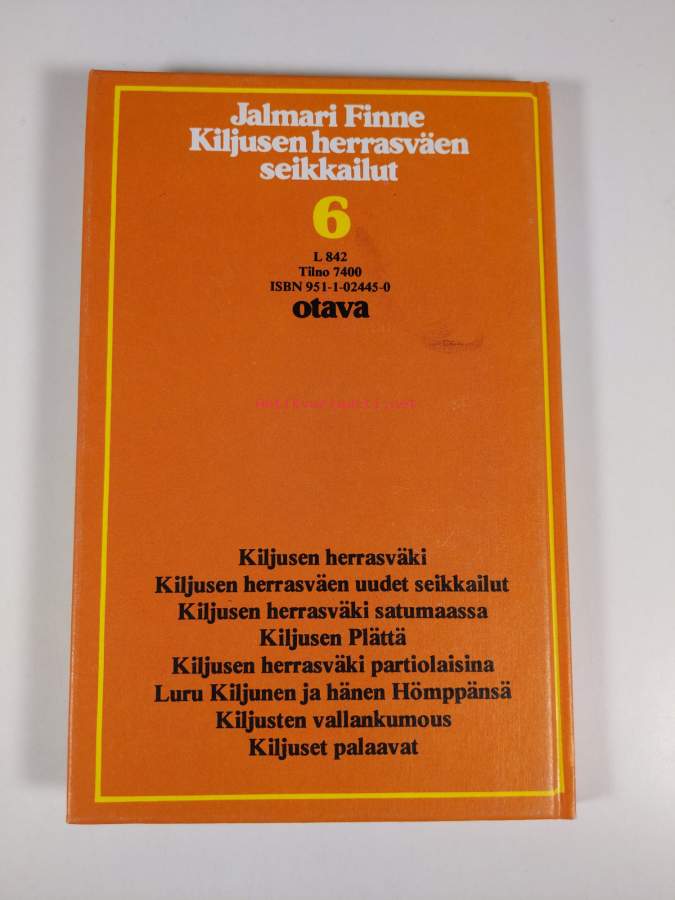 Jalmari Finne
Kiljusen herrasväen
seikkailut
6
L 842
Tilno 7400
ISBN 951-1-02445-0
otava
antikvariaatti.net
Kiljusen herrasväki
Kiljusen herrasväen uudet seikkailut
Kiljusen herrasväki satumaassa
Kiljusen Plättä
Kiljusen herrasväki partiolaisina
Luru Kiljunen ja hänen Hömppänsä
Kiljusten vallankumous
Kiljuset palaavat